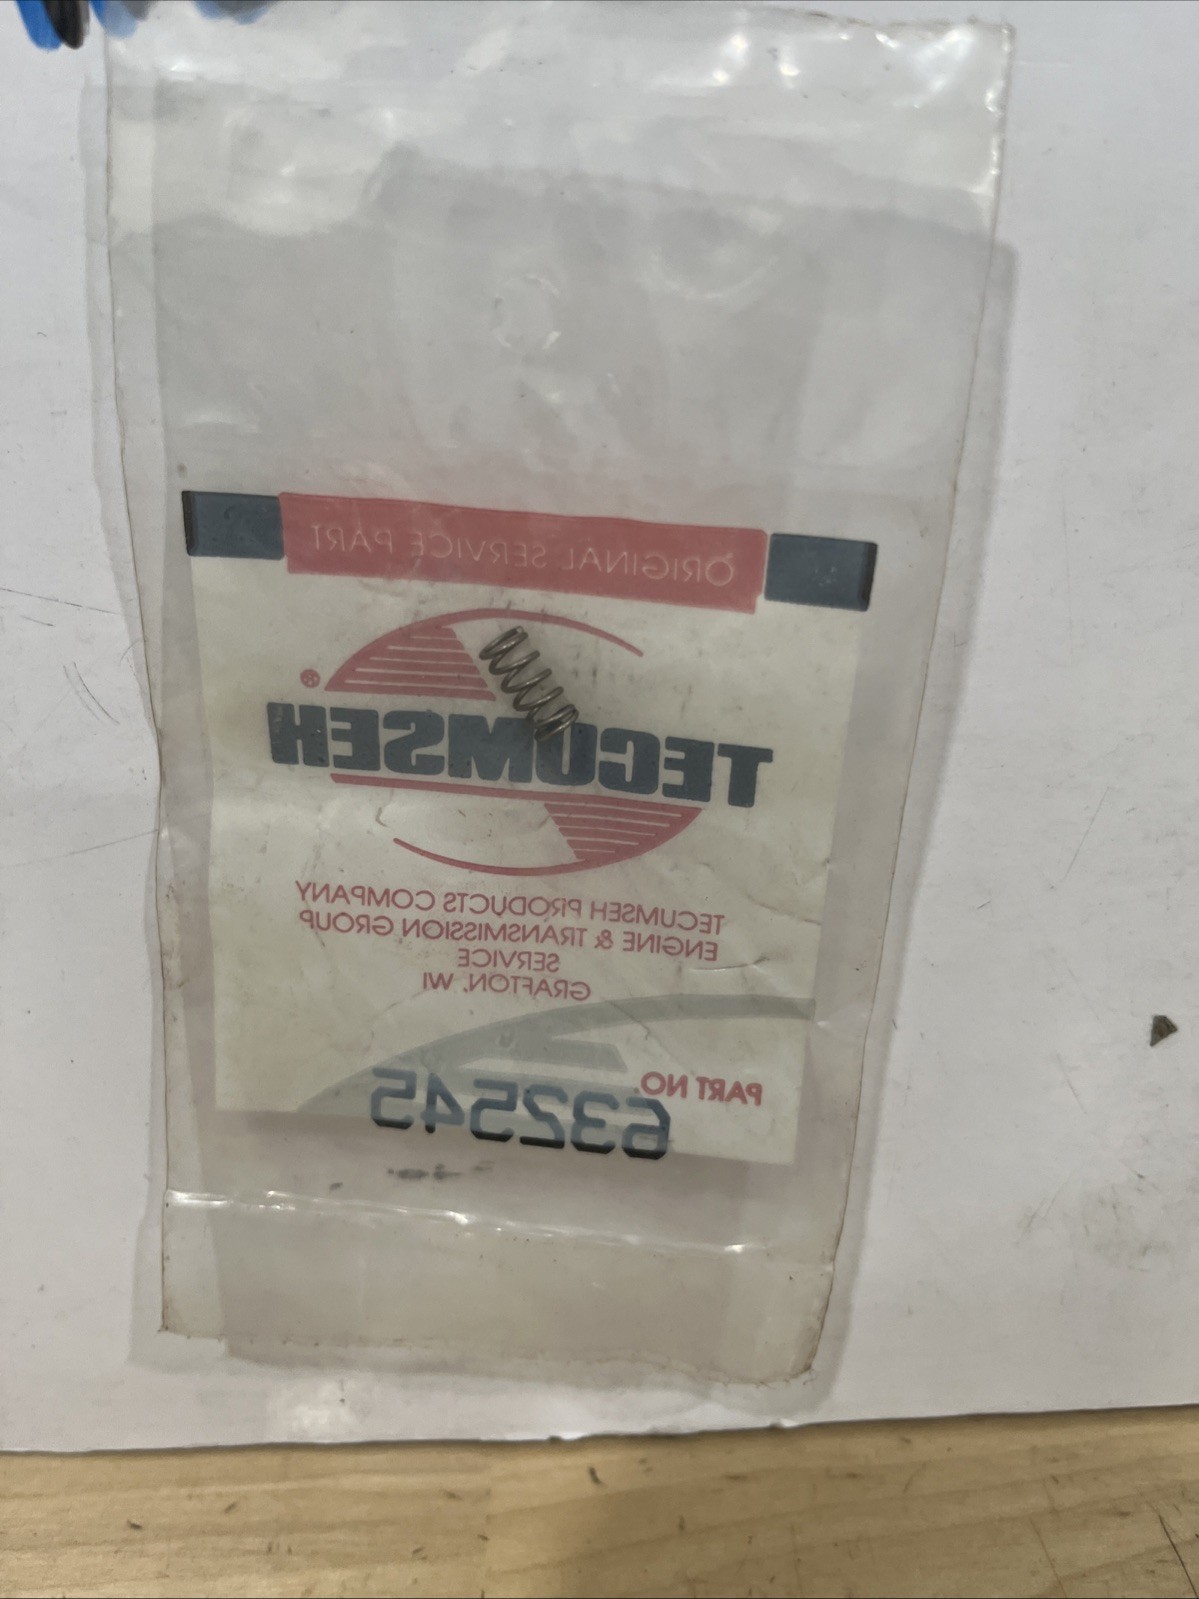 ORIGINAL SERVICE PART
TECUMSEH®
TECUMSEH PRODUCTS COMPANY
ENGINE & TRANSMISSION GROUP
SERVICE
GRAFTON, WI
PART NO.
632545